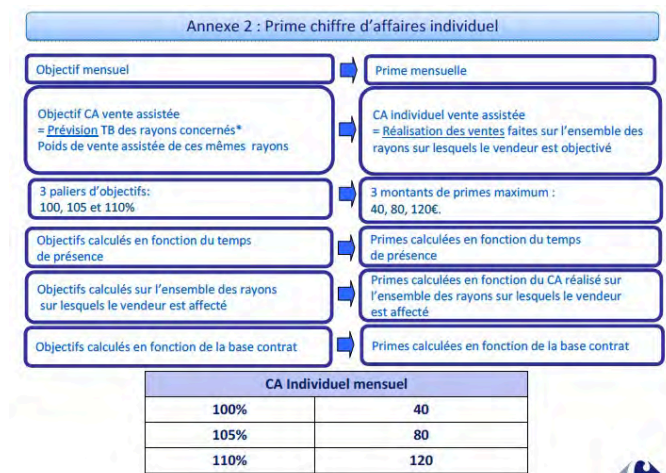 Annexe 2 : Prime chiffre d'affaires individuel
Objectif mensuel
Prime mensuelle
Objectif CA vente assistée
= Prévision TB des rayons concernés*
Poids de vente assistée de ces mêmes rayons
CA individuel vente assistée
= Réalisation des ventes faites sur l'ensemble des
rayons sur lesquels le vendeur est objectivé
3 paliers d'objectifs:
100, 105 et 110%
3 montants de primes maximum :
40, 80, 120€.
Objectifs calculés en fonction du temps
de présence
Primes calculées en fonction du temps
de présence
Objectifs calculés sur l'ensemble des rayons
sur lesquels le vendeur est affecté
Primes calculées en fonction du CA réalisé sur
l'ensemble des rayons sur lesquels le vendeur
est affecté
Objectifs calculés en fonction de la base contrat
Primes calculées en fonction de la base contrat
CA Individuel mensuel
100% 40
105% 80
110% 120